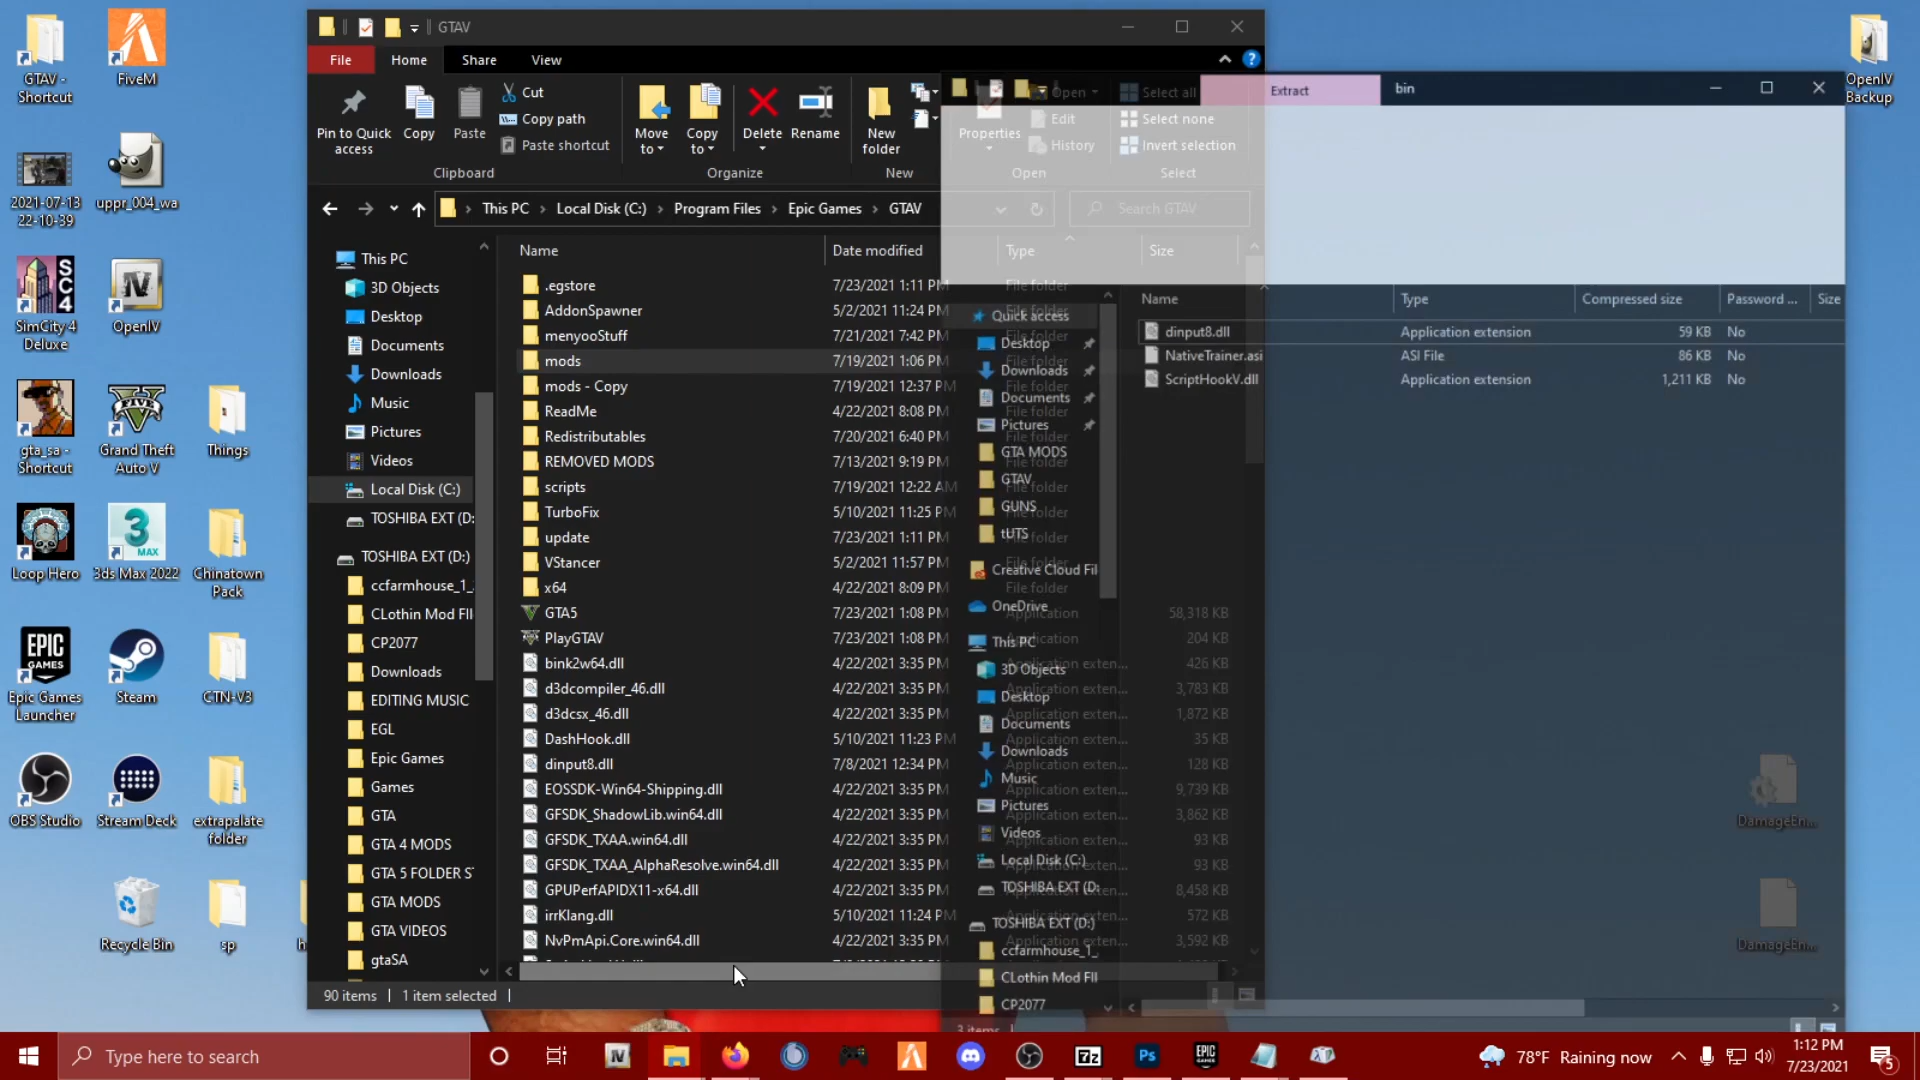 GTAV
File
Home
Share
View
Pin to Quick access
Copy
Paste
Cut
Copy path
Paste shortcut
Clipboard
Move to
Copy to
Delete
Rename
Organize
New folder
New
Properties
Open
Edit
History
Open
Select all
Select none
Invert selection
Select
Extract
bin
This PC > Local Disk (C:) > Program Files > Epic Games > GTAV
Search GTAV
Name
Date modified
Type
Size
.egstore 7/23/2021 1:11 PM File folder
AddonSpawner 5/2/2021 11:24 PM File folder
menyooStuff 7/21/2021 7:42 PM File folder
mods 7/19/2021 1:06 PM File folder
mods - Copy 7/19/2021 12:37 PM File folder
ReadMe 4/22/2021 8:08 PM File folder
Redistributables 7/20/2021 6:40 PM File folder
REMOVED MODS 7/13/2021 9:19 PM File folder
scripts 7/19/2021 12:22 AM File folder
TurboFix 5/10/2021 11:25 PM File folder
update 7/23/2021 1:11 PM File folder
VStancer 5/2/2021 11:57 PM File folder
x64 4/22/2021 8:09 PM File folder
GTA5 7/23/2021 1:08 PM Application 58,318 KB
PlayGTAV 7/23/2021 1:08 PM Application 204 KB
bink2w64.dll 4/22/2021 3:35 PM Application exten... 426 KB
d3dcompiler_46.dll 4/22/2021 3:35 PM Application exten... 3,783 KB
d3dcsx_46.dll 4/22/2021 3:35 PM Application exten... 1,872 KB
DashHook.dll 5/10/2021 11:23 PM Application exten... 35 KB
dinput8.dll 7/8/2021 12:34 PM Application exten... 128 KB
EOSSDK-Win64-Shipping.dll 4/22/2021 3:35 PM Application exten... 9,739 KB
GFSDK_ShadowLib.win64.dll 4/22/2021 3:35 PM Application exten... 3,862 KB
GFSDK_TXAA.win64.dll 4/22/2021 3:35 PM Application exten... 93 KB
GFSDK_TXAA_AlphaResolve.win64.dll 4/22/2021 3:35 PM Application exten... 93 KB
GPUPerfAPIDX11-x64.dll 4/22/2021 3:35 PM Application exten... 8,458 KB
irrKlang.dll 5/10/2021 11:24 PM Application exten... 572 KB
NvPmApi.Core.win64.dll 4/22/2021 3:35 PM Application exten... 3,592 KB
This PC
3D Objects
Desktop
Documents
Downloads
Music
Pictures
Videos
Local Disk (C:)
TOSHIBA EXT (D:
TOSHIBA EXT (D:)
ccfarmhouse_1_
CLothin Mod FIl
CP2077
Downloads
EDITING MUSIC
EGL
Epic Games
Games
GTA
GTA 4 MODS
GTA 5 FOLDER S
GTA MODS
GTA VIDEOS
gtaSA
90 items
1 item selected
Quick access
Desktop
Downloads
Documents
Pictures
GTA MODS
GTAV
GUNS
tUTS
Creative Cloud Fil
OneDrive
This PC
3D Objects
Desktop
Documents
Downloads
Music
Pictures
Videos
Local Disk (C:)
TOSHIBA EXT (D:
TOSHIBA EXT (D:)
ccfarmhouse_1_
CLothin Mod FIl
CP2077
3 items
Name Type Compressed size Password ... Size
dinput8.dll Application extension 59 KB No
NativeTrainer.asi ASI File 86 KB No
ScriptHookV.dll Application extension 1,211 KB No
GTAV - Shortcut
FiveM
2021-07-13 22-10-39
uppr_004_wa
SC4
SimCity 4 Deluxe
IV
OpenIV
gta_sa - Shortcut
Grand Theft Auto V
Things
Loop Hero
3
MAX
3ds Max 2022
Chinatown Pack
EPIC GAMES
Epic Games Launcher
Steam
CTN-V3
OBS Studio
Stream Deck
extrapalate folder
Recycle Bin
sp
h
OpenIV Backup
DamageEn...
DamageEn...
Type here to search
IV
7z
Ps
EPIC GAMES
78°F Raining now
1:12 PM
7/23/2021
5